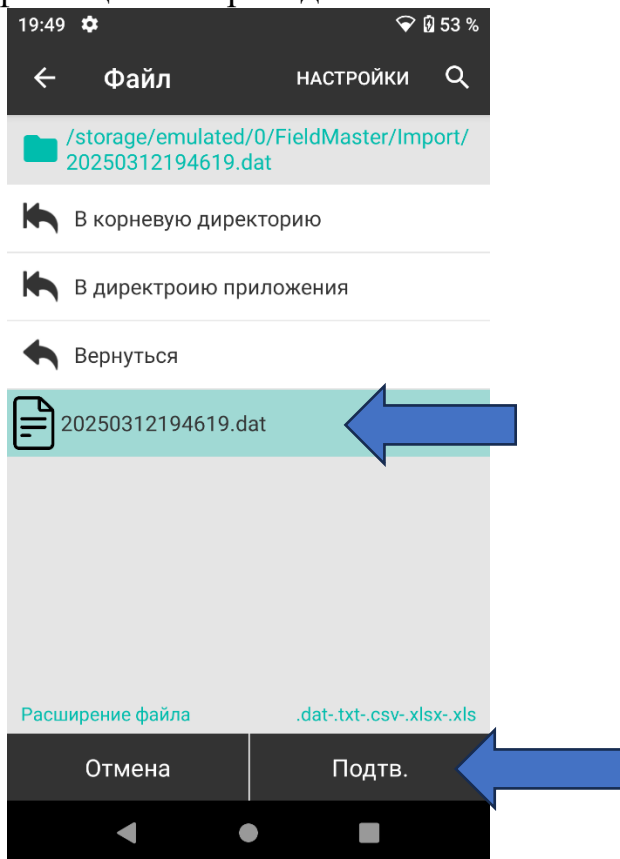 19:49 53 %
Файл НАСТРОЙКИ
/storage/emulated/0/FieldMaster/Import/
20250312194619.dat
В корневую директорию
В директроию приложения
Вернуться
20250312194619.dat
Расширение файла .dat-.txt-.csv-.xlsx-.xls
Отмена Подтв.